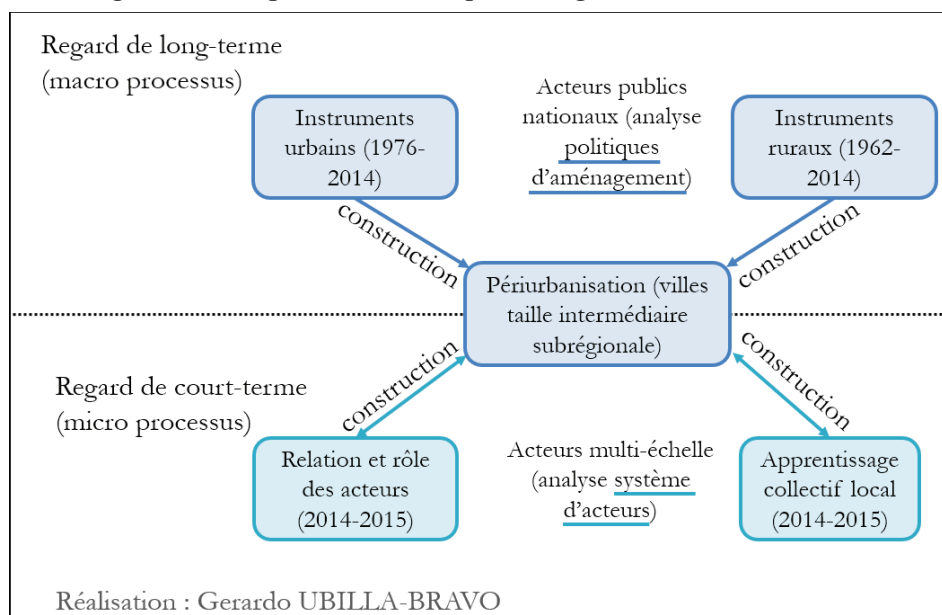 Regard de long-terme
(macro processus)
Instruments
urbains (1976-
2014)
Acteurs publics
nationaux (analyse
politiques
d'aménagement)
Instruments
ruraux (1962-
2014)
construction
construction
Périurbanisation (villes
taille intermédiaire
subrégionale)
Regard de court-terme
(micro processus)
construction
construction
Relation et rôle
des acteurs
(2014-2015)
Acteurs multi-échelle
(analyse système
d'acteurs)
Apprentissage
collectif local
(2014-2015)
Réalisation : Gerardo UBILLA-BRAVO